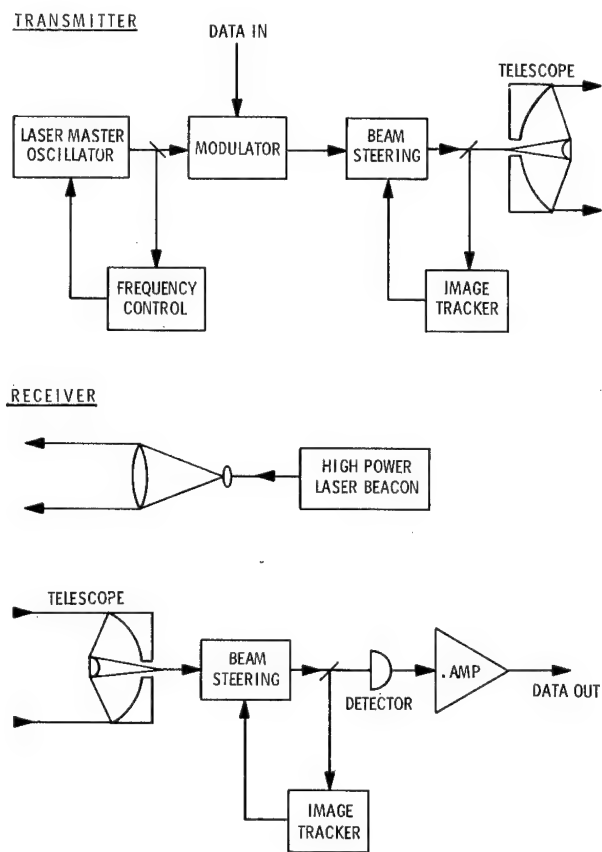 TRANSMITTER
DATA IN
TELESCOPE
LASER MASTER
OSCILLATOR
MODULATOR
BEAM
STEERING
FREQUENCY
CONTROL
IMAGE
TRACKER
RECEIVER
HIGH POWER
LASER BEACON
TELESCOPE
BEAM
STEERING
DETECTOR
.AMP
DATA OUT
IMAGE
TRACKER